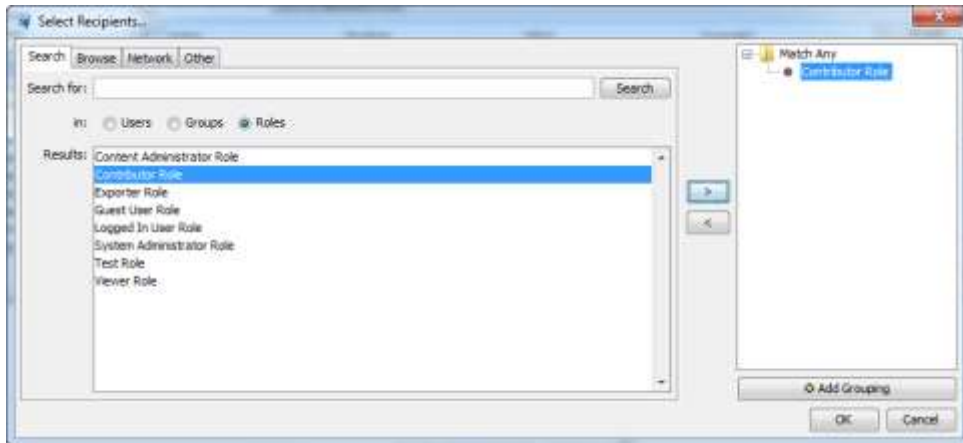 Select Recipients...
Search Browse Network Other
Search for: Search
in: Users Groups Roles
Results: Content Administrator Role
Contributor Role
Exporter Role
Guest User Role
Logged In User Role
System Administrator Role
Test Role
Viewer Role
>
<
Match Any
Contributor Role
Add Grouping
OK Cancel